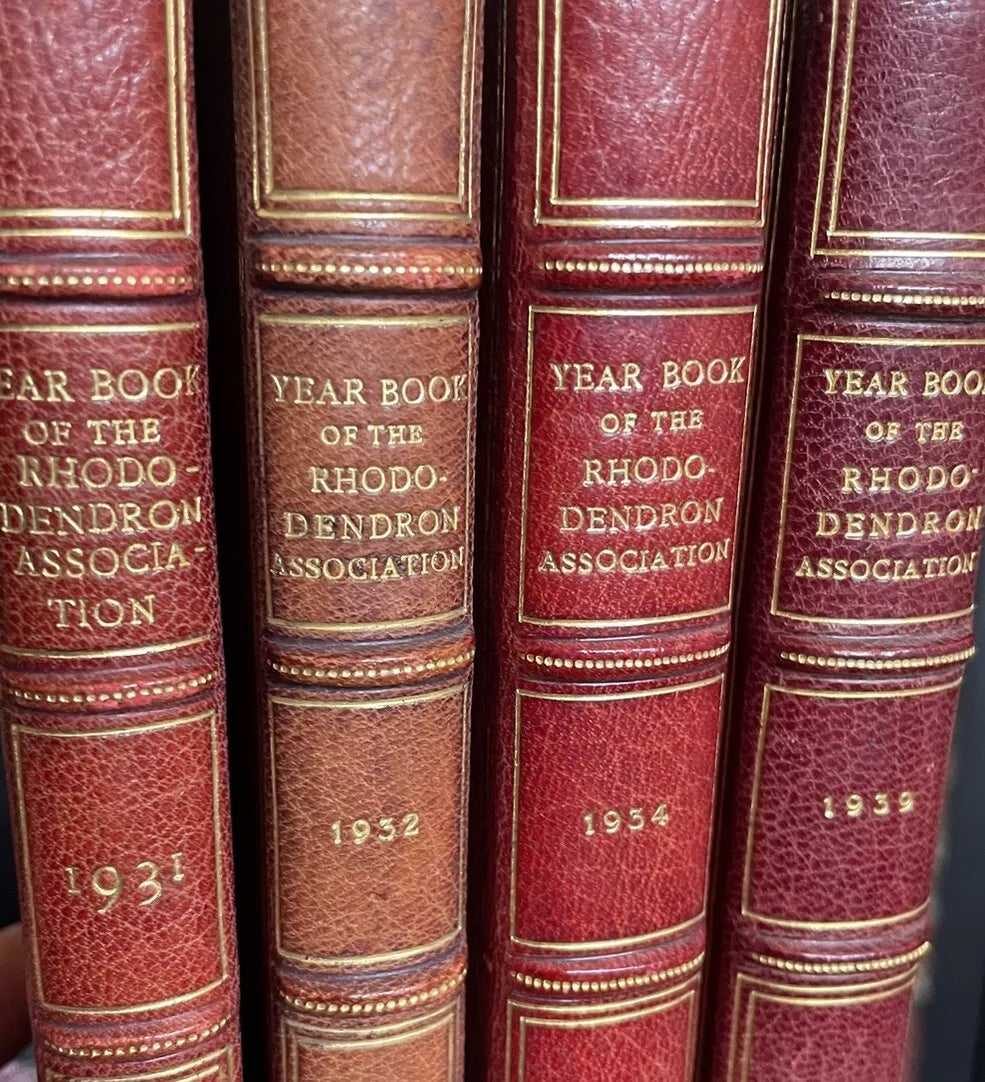 EAR BOOK
OF THE
RHODO-
DENDRON
ASSOCIA-
TION
1931
YEAR BOOK
OF THE
RHODO-
DENDRON
ASSOCIATION
1932
YEAR BOOK
OF THE
RHODO-
DENDRON
ASSOCIATION
1934
YEAR BOOK
OF THE
RHODO-
DENDRON
ASSOCIATION
1939